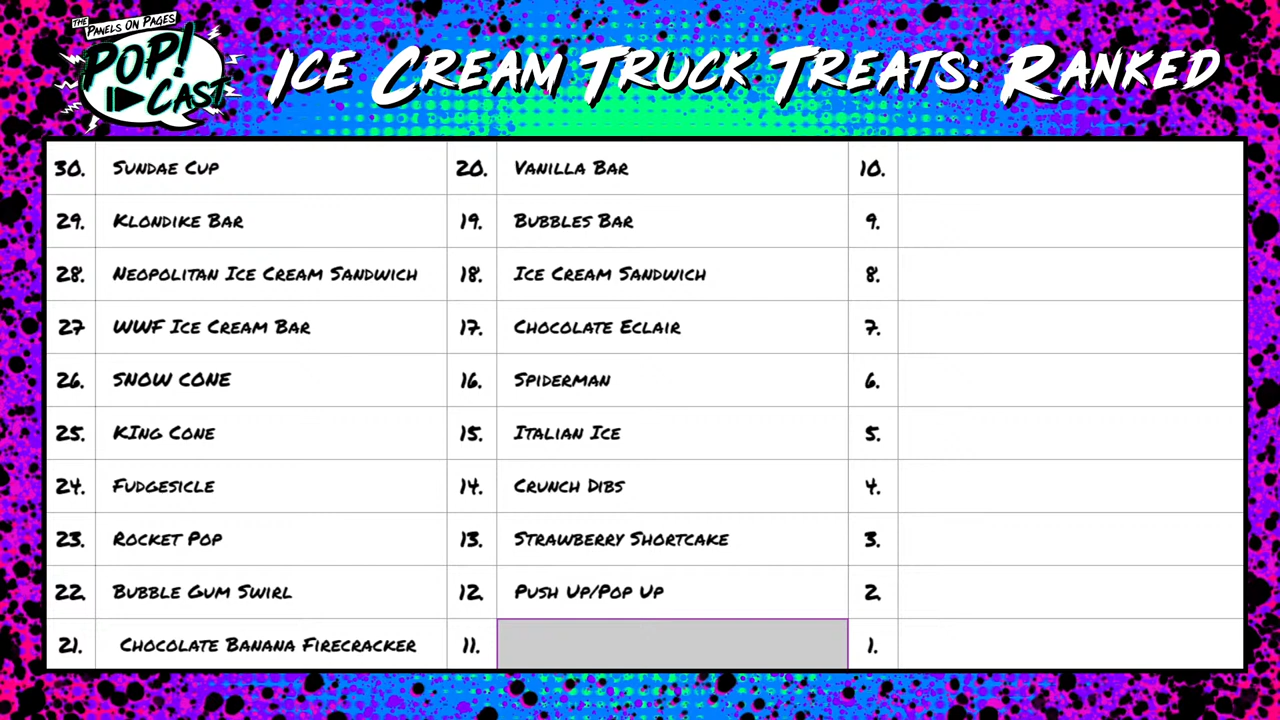 THE
PANELS ON PAGES
POP!
CAST
ICE CREAM TRUCK TREATS: RANKED
30. SUNDAE CUP
29. KLONDIKE BAR
28. NEOPOLITAN ICE CREAM SANDWICH
27 WWF ICE CREAM BAR
26. SNOW CONE
25. KING CONE
24. FUDGESICLE
23. ROCKET POP
22. BUBBLE GUM SWIRL
21. CHOCOLATE BANANA FIRECRACKER
20. VANILLA BAR
19. BUBBLES BAR
18. ICE CREAM SANDWICH
17. CHOCOLATE ECLAIR
16. SPIDERMAN
15. ITALIAN ICE
14. CRUNCH DIBS
13. STRAWBERRY SHORTCAKE
12. PUSH UP/POP UP
11.
10.
9.
8.
7.
6.
5.
4.
3.
2.
1.